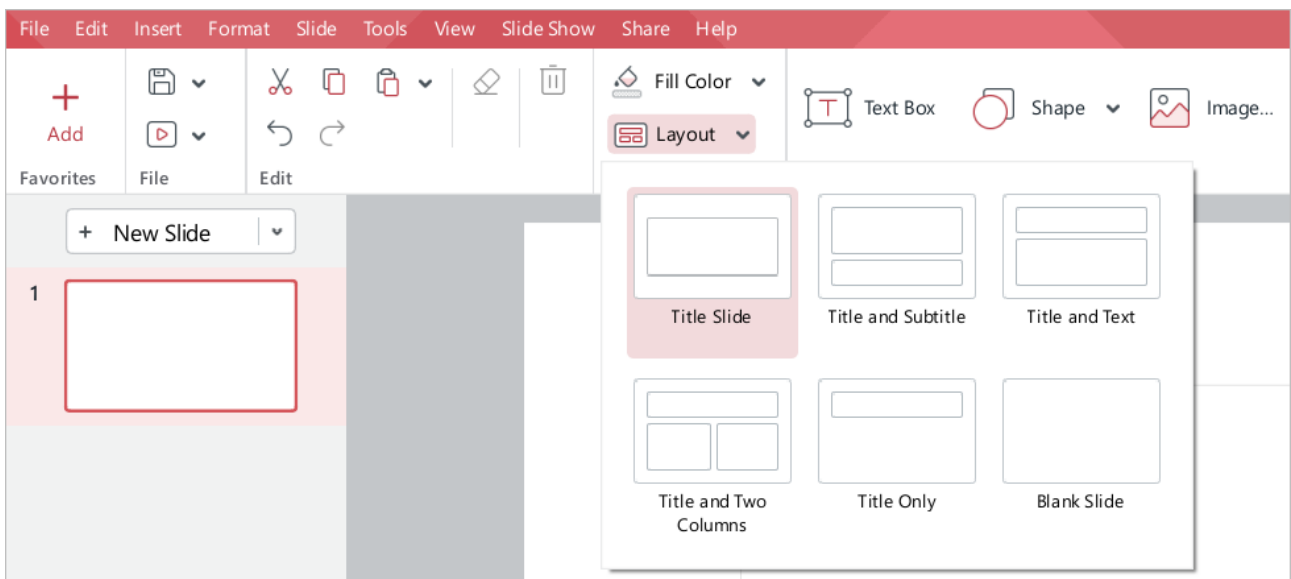 File Edit Insert Format Slide Tools View Slide Show Share Help
Add
Favorites
File
Edit
Fill Color
Layout
T Text Box
Shape
Image...
+ New Slide
1
Title Slide
Title and Subtitle
Title and Text
Title and Two
Columns
Title Only
Blank Slide